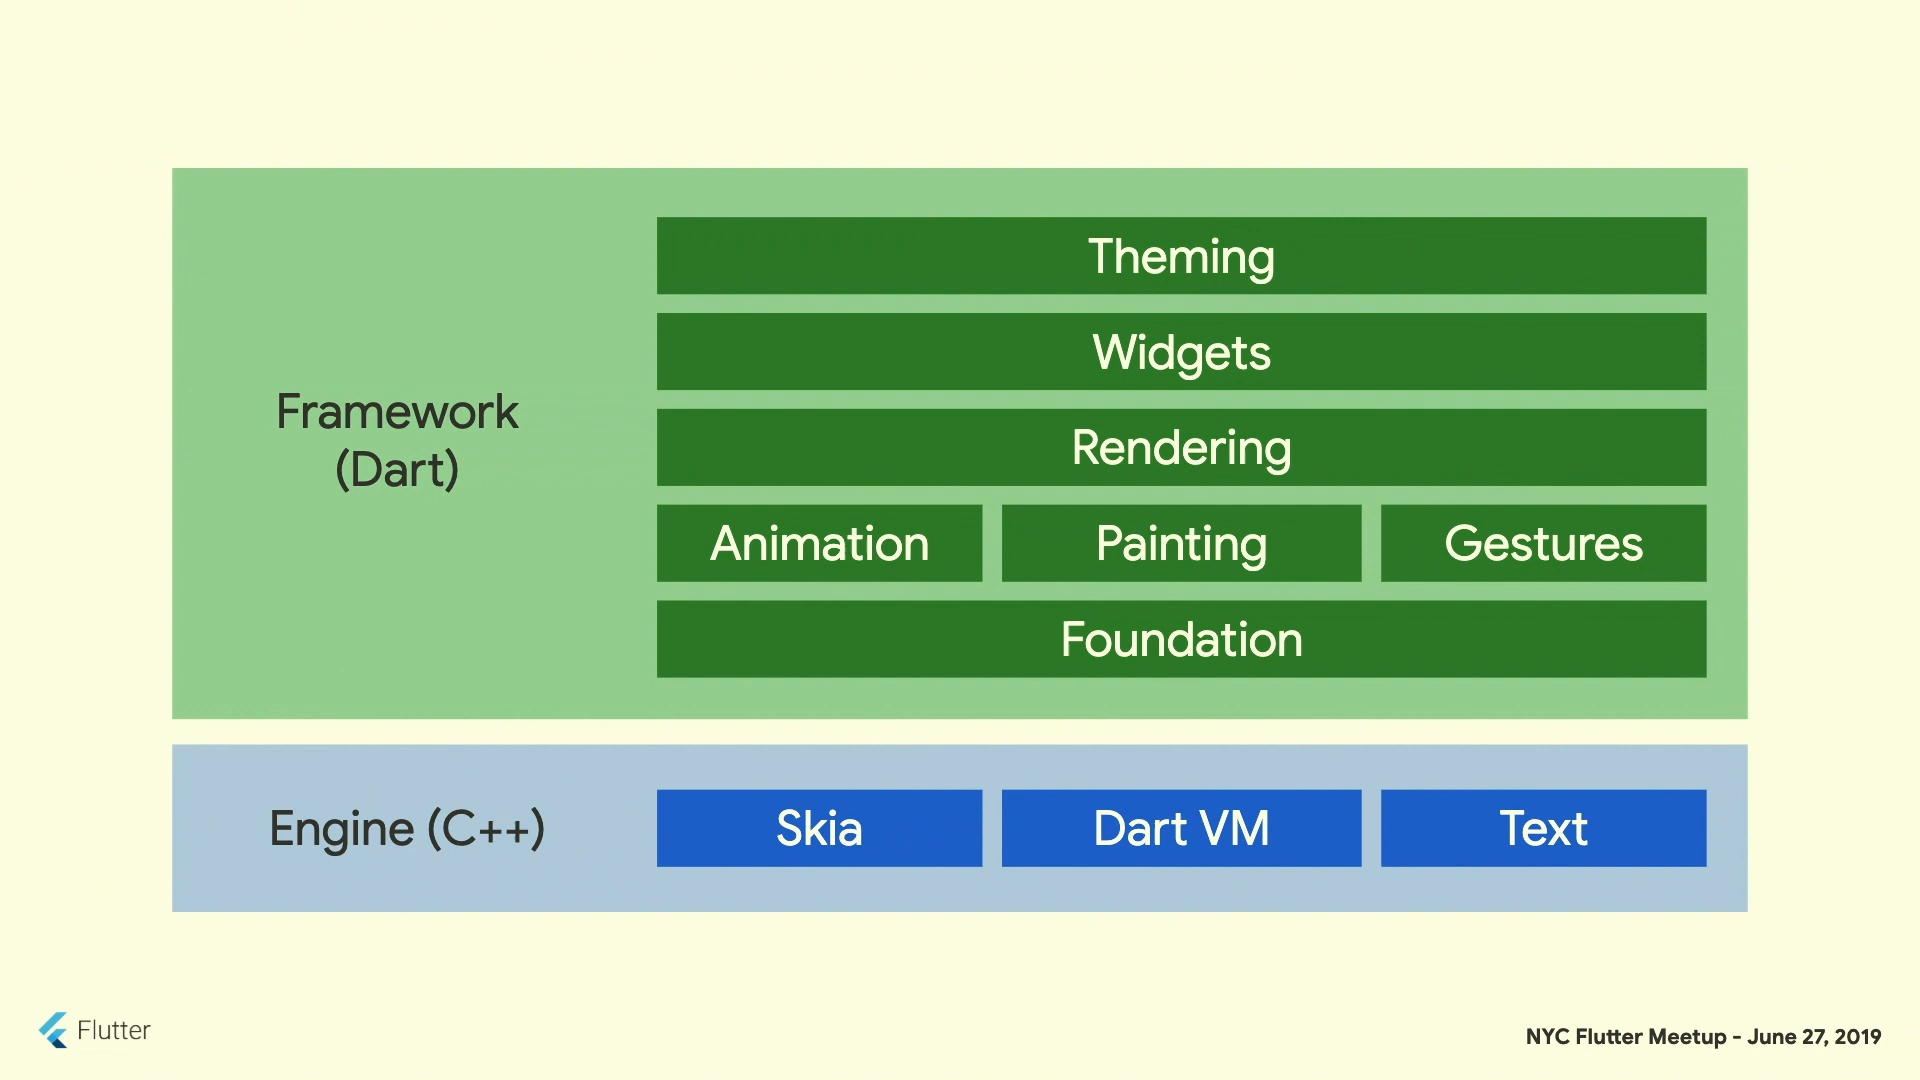 Theming
Widgets
Framework
(Dart)
Rendering
Animation
Painting
Gestures
Foundation
Engine (C++)
Skia
Dart VM
Text
Flutter
NYC Flutter Meetup - June 27, 2019